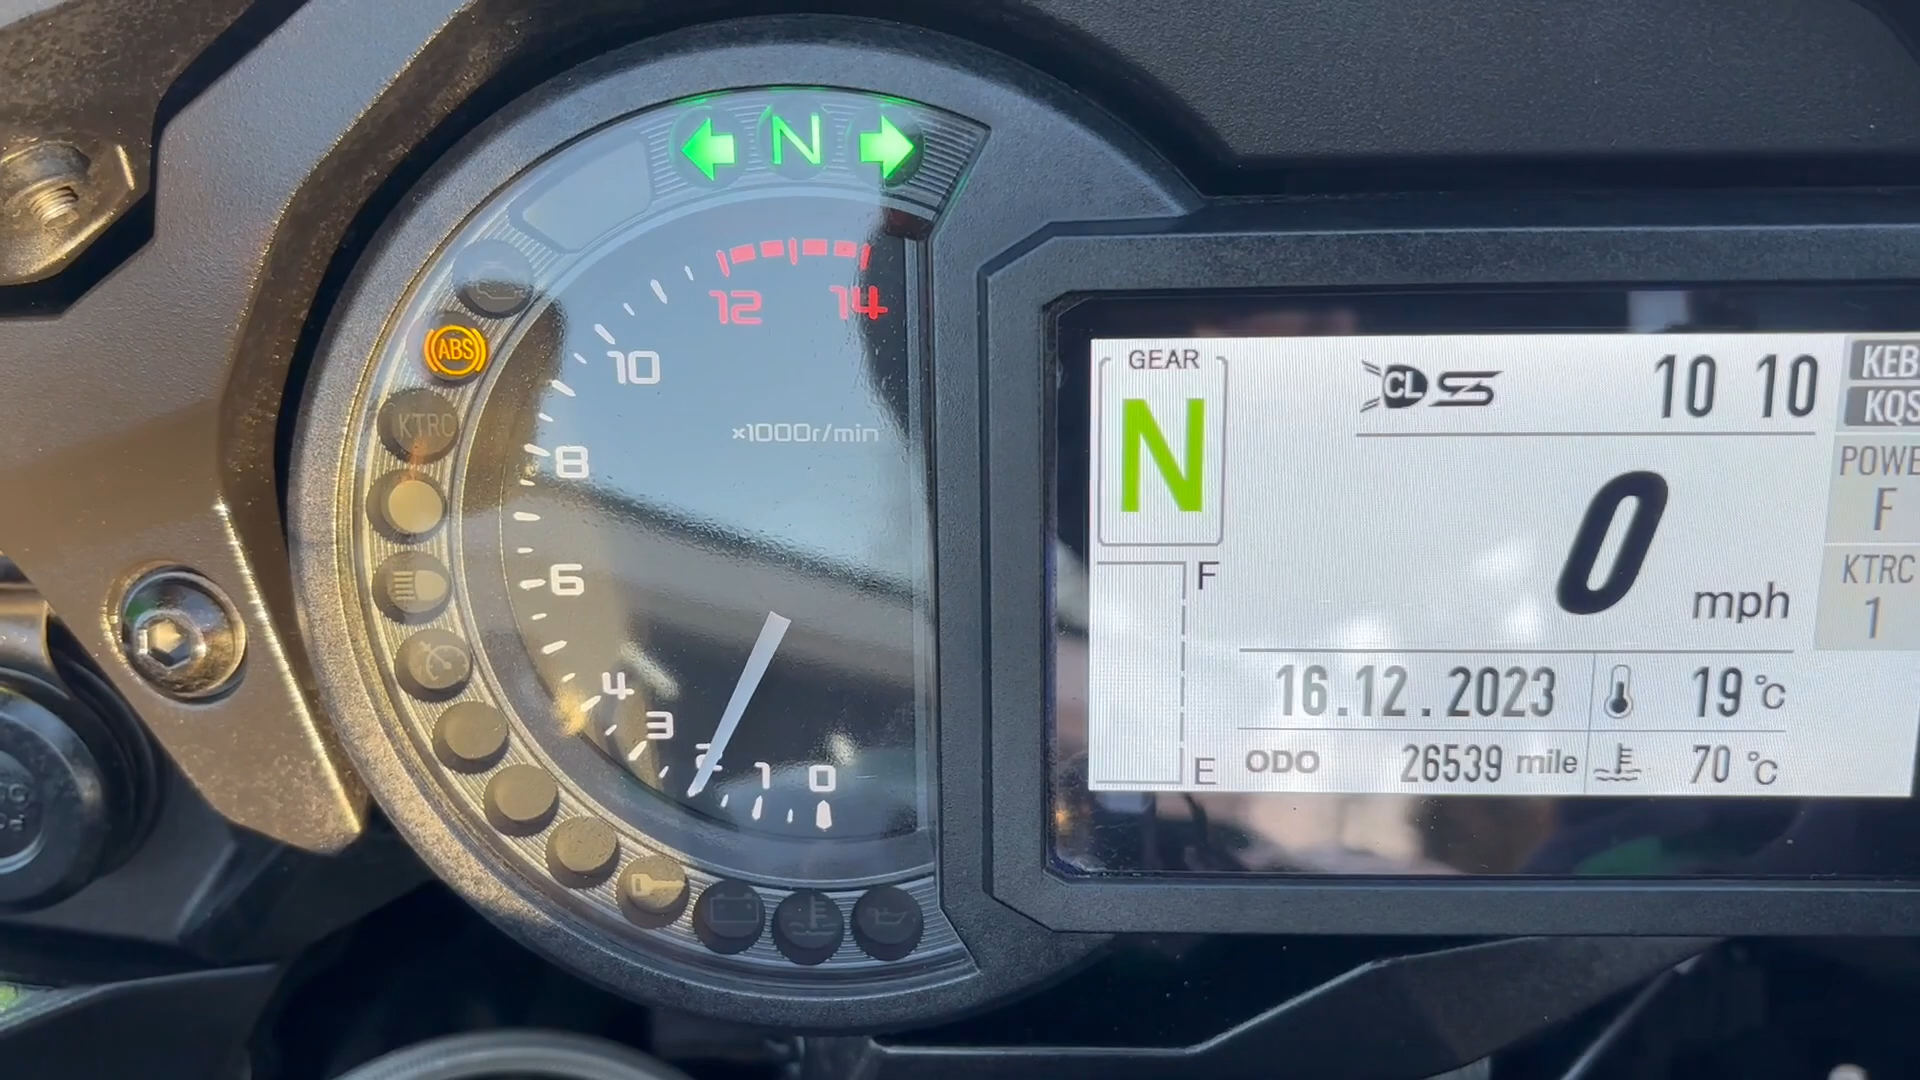 N
12 14
ABS
10
KTRC
×1000r/min
8
6
4
3
2
1 0
GEAR
N
F
E
CL
10 10
0 mph
16.12.2023
19 °C
ODO 26539 mile
70 °C
KEB
KQS
POWE
F
KTRC
1